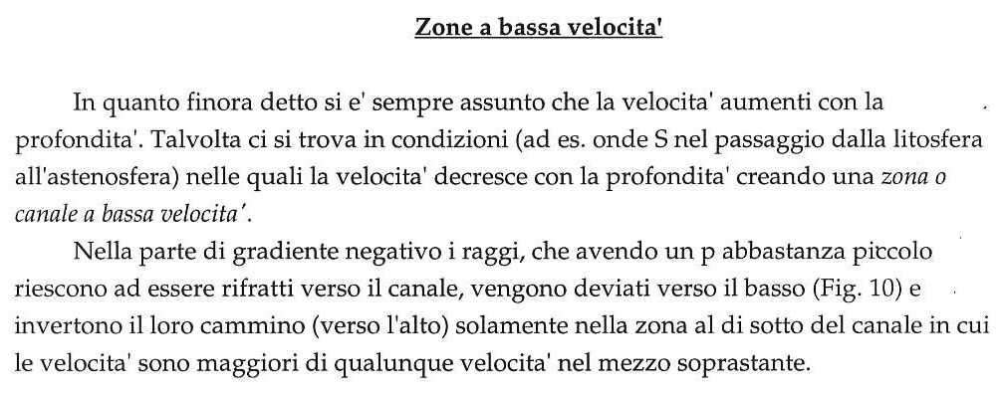 Zone a bassa velocita'
In quanto finora detto si e' sempre assunto che la velocita' aumenti con la
profondita'. Talvolta ci si trova in condizioni (ad es. onde S nel passaggio dalla litosfera
all'astenosfera) nelle quali la velocita' decresce con la profondita' creando una zona o
canale a bassa velocita'.
Nella parte di gradiente negativo i raggi, che avendo un p abbastanza piccolo
riescono ad essere rifratti verso il canale, vengono deviati verso il basso (Fig. 10) e
invertono il loro cammino (verso l'alto) solamente nella zona al di sotto del canale in cui
le velocita' sono maggiori di qualunque velocita' nel mezzo soprastante.